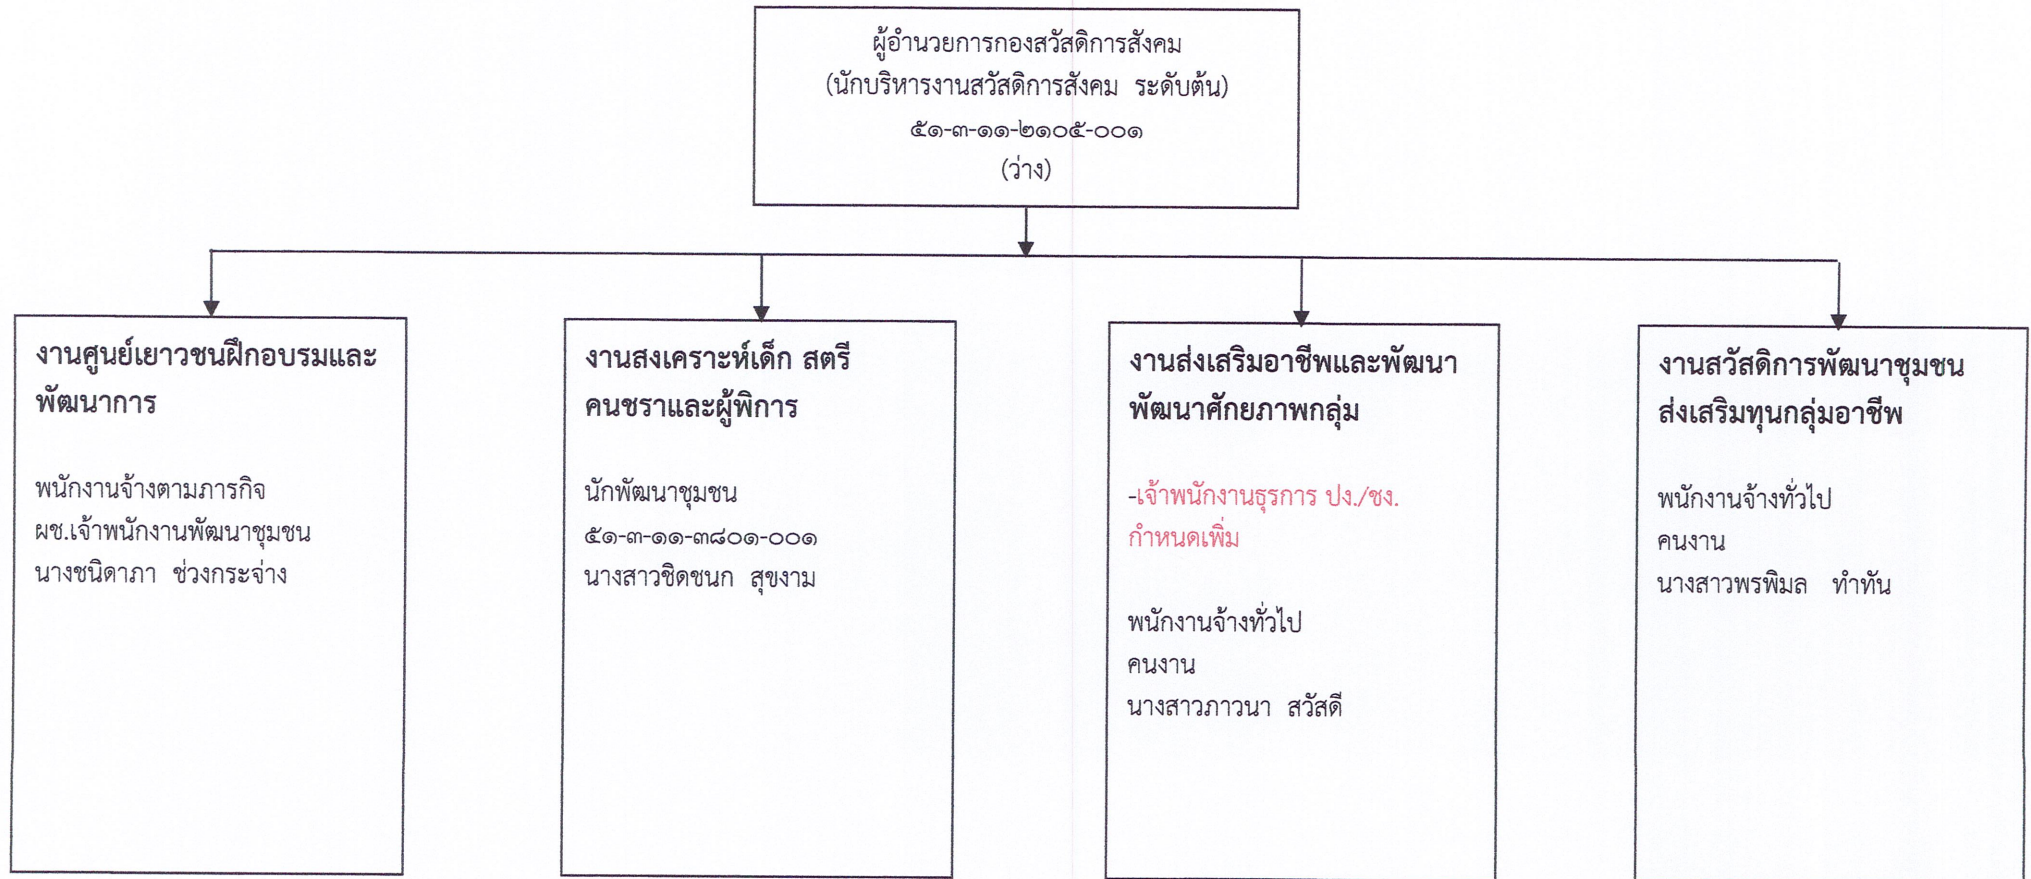 ผู้อำนวยการกองสวัสดิการสังคม
(นักบริหารงานสวัสดิการสังคม ระดับต้น)
๕๑-๓-๑๑-๒๑๐๕-๐๐๑
(ว่าง)
งานศูนย์เยาวชนฝึกอบรมและ
พัฒนาการ
พนักงานจ้างตามภารกิจ
ผช.เจ้าพนักงานพัฒนาชุมชน
นางชนิดาภา ช่วงกระจ่าง
งานสงเคราะห์เด็ก สตรี
คนชราและผู้พิการ
นักพัฒนาชุมชน
๕๑-๓-๑๑-๓๘๐๑-๐๐๑
นางสาวชิดชนก สุขงาม
งานส่งเสริมอาชีพและพัฒนา
พัฒนาศักยภาพกลุ่ม
-เจ้าพนักงานธุรการ ปง./ชง.
กำหนดเพิ่ม
พนักงานจ้างทั่วไป
คนงาน
นางสาวภาวนา สวัสดี
งานสวัสดิการพัฒนาชุมชน
ส่งเสริมทุนกลุ่มอาชีพ
พนักงานจ้างทั่วไป
คนงาน
นางสาวพรพิมล ทำทัน